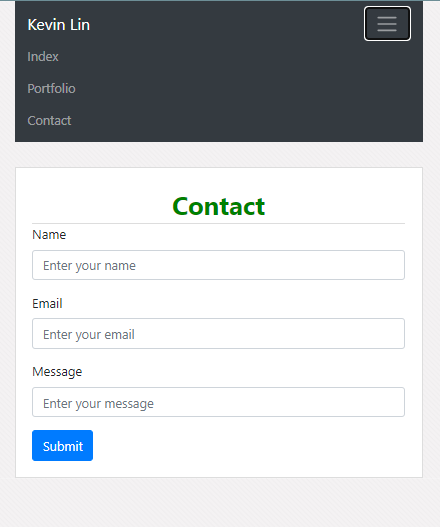 Kevin Lin
Index
Portfolio
Contact
Contact
Name
Enter your name
Email
Enter your email
Message
Enter your message
Submit